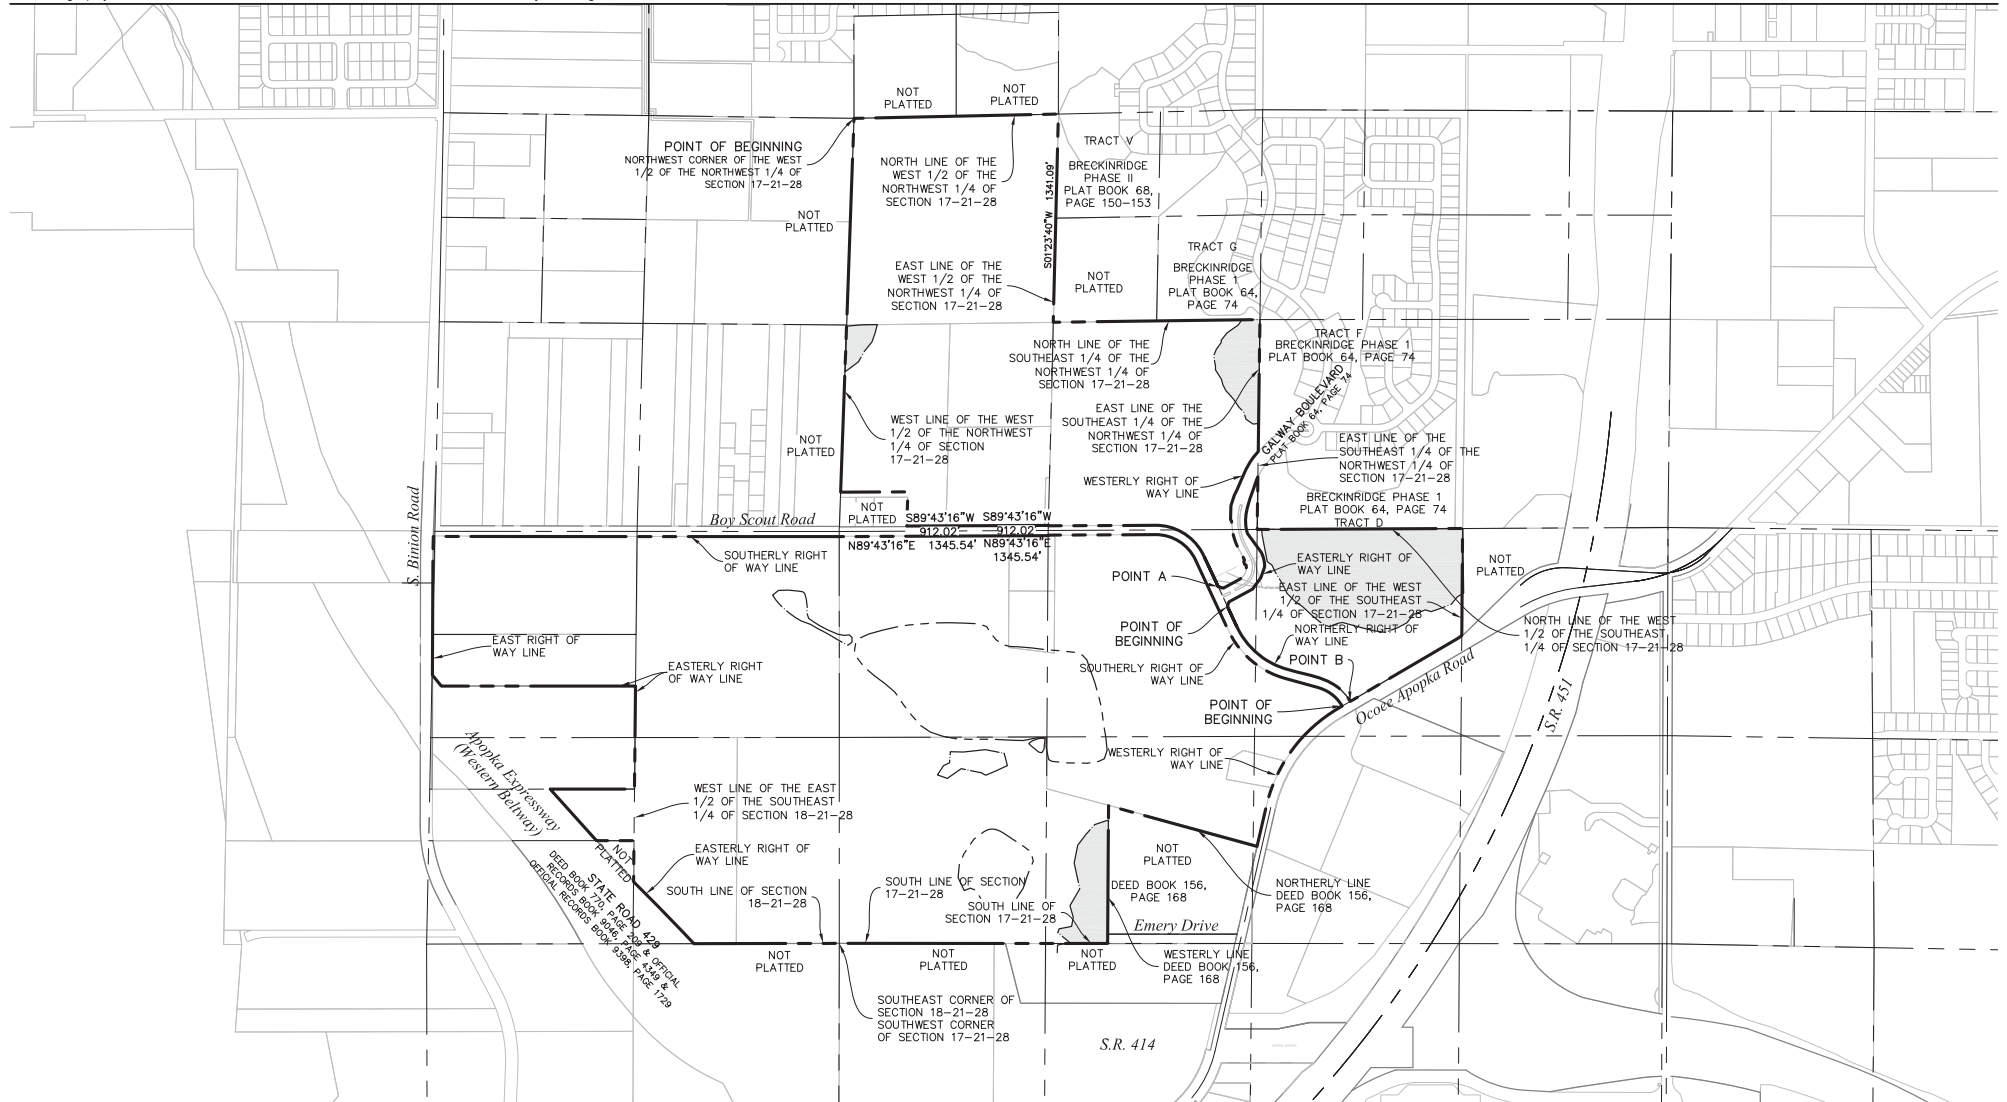 NOT
PLATTED
NOT
PLATTED
POINT OF BEGINNING
NORTHWEST CORNER OF THE WEST
1/2 OF THE NORTHWEST 1/4 OF
SECTION 17-21-28
NORTH LINE OF THE
WEST 1/2 OF THE
NORTHWEST 1/4 OF
SECTION 17-21-28
S01°23'40"W 1341.09'
TRACT V
BRECKINRIDGE
PHASE II
PLAT BOOK 68,
PAGE 150-153
NOT
PLATTED
EAST LINE OF THE
WEST 1/2 OF THE
NORTHWEST 1/4 OF
SECTION 17-21-28
NOT
PLATTED
TRACT G
BRECKINRIDGE
PHASE 1
PLAT BOOK 64,
PAGE 74
NORTH LINE OF THE
SOUTHEAST 1/4 OF THE
NORTHWEST 1/4 OF
SECTION 17-21-28
TRACT F
BRECKINRIDGE PHASE 1
PLAT BOOK 64, PAGE 74
GALWAY BOULEVARD
PLAT BOOK 64, PAGE 74
WEST LINE OF THE WEST
1/2 OF THE NORTHWEST
1/4 OF SECTION
17-21-28
NOT
PLATTED
EAST LINE OF THE
SOUTHEAST 1/4 OF THE
NORTHWEST 1/4 OF
SECTION 17-21-28
EAST LINE OF THE
SOUTHEAST 1/4 OF THE
NORTHWEST 1/4 OF
SECTION 17-21-28
WESTERLY RIGHT OF
WAY LINE
BRECKINRIDGE PHASE 1
PLAT BOOK 64, PAGE 74
TRACT D
S. Binion Road
Boy Scout Road
NOT
PLATTED
S89°43'16"W
912.02'
S89°43'16"W
912.02'
N89°43'16"E 1345.54'
N89°43'16"E
1345.54'
SOUTHERLY RIGHT
OF WAY LINE
POINT A
EASTERLY RIGHT OF
WAY LINE
EAST LINE OF THE WEST
1/2 OF THE SOUTHEAST
1/4 OF SECTION 17-21-28
NOT
PLATTED
POINT OF
BEGINNING
NORTHERLY RIGHT OF
WAY LINE
NORTH LINE OF THE WEST
1/2 OF THE SOUTHEAST
1/4 OF SECTION 17-21-28
EAST RIGHT OF
WAY LINE
EASTERLY RIGHT
OF WAY LINE
SOUTHERLY RIGHT OF
WAY LINE
POINT B
POINT OF
BEGINNING
Ocoee Apopka Road
S.R. 451
Apopka Expressway
(Western Beltway)
WESTERLY RIGHT OF
WAY LINE
WEST LINE OF THE EAST
1/2 OF THE SOUTHEAST
1/4 OF SECTION 18-21-28
NOT
PLATTED
EASTERLY RIGHT OF
WAY LINE
STATE ROAD 429
DEED BOOK 770, PAGE 209 & OFFICIAL
RECORDS BOOK 9046, PAGE 4349 &
OFFICIAL RECORDS BOOK 9398, PAGE 1729
SOUTH LINE OF SECTION
18-21-28
SOUTH LINE OF SECTION
17-21-28
SOUTH LINE OF
SECTION 17-21-28
NOT
PLATTED
DEED BOOK 156,
PAGE 168
NORTHERLY LINE
DEED BOOK 156,
PAGE 168
Emery Drive
NOT
PLATTED
NOT
PLATTED
NOT
PLATTED
WESTERLY LINE
DEED BOOK 156,
PAGE 168
SOUTHEAST CORNER OF
SECTION 18-21-28
SOUTHWEST CORNER
OF SECTION 17-21-28
S.R. 414